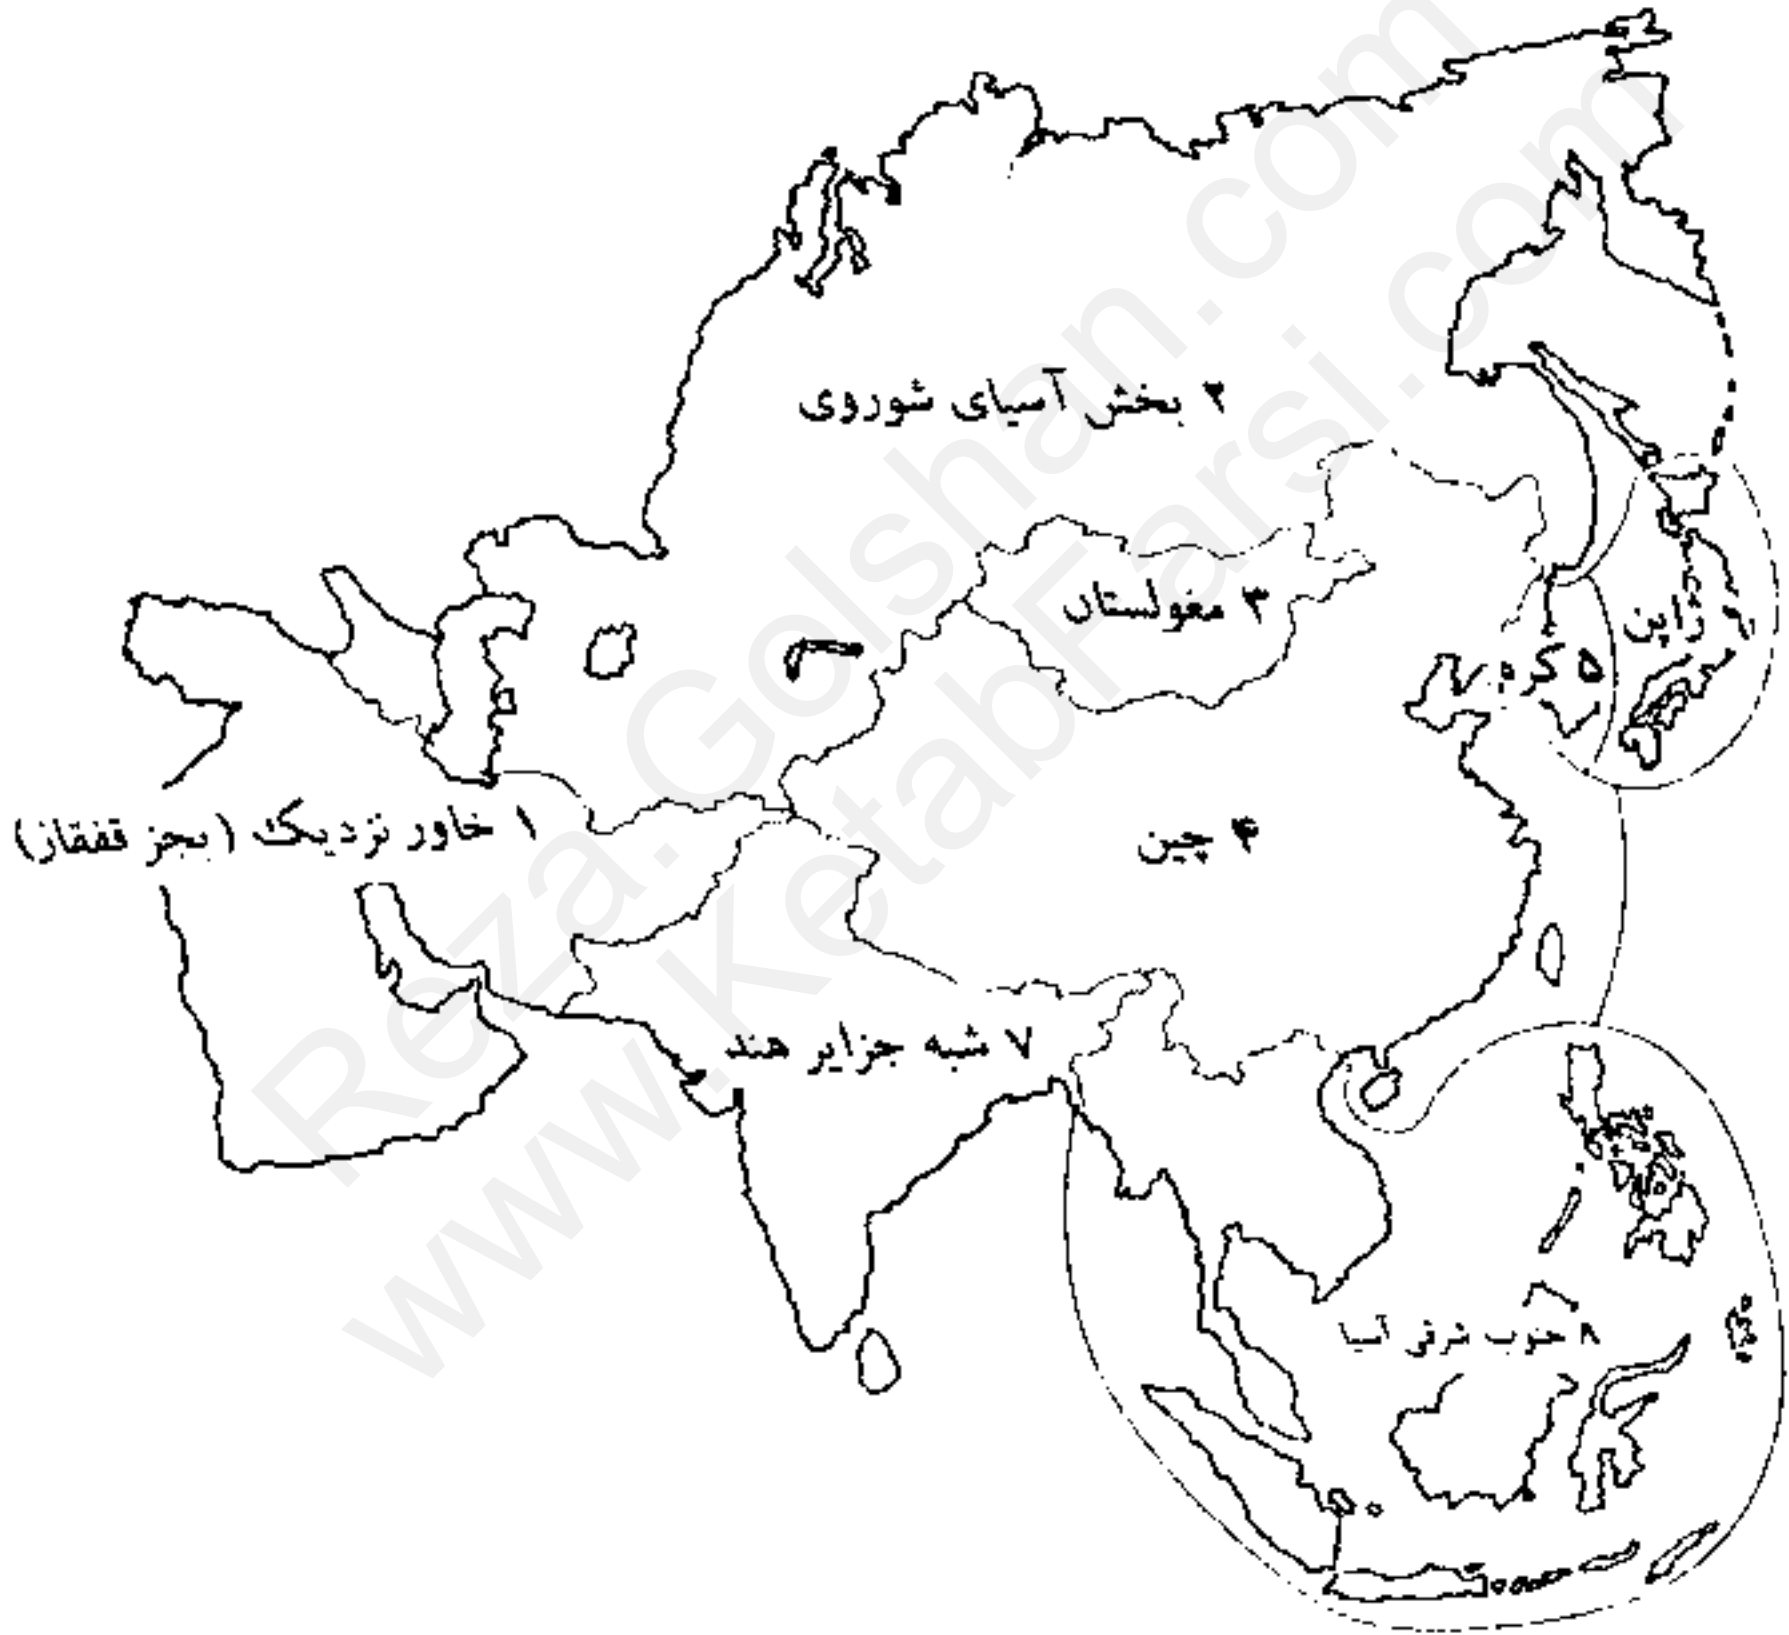 ۲ بخش آسیای شوروی
۳ مغولستان
ژاپن
۵ کره
۱ خاور نزدیک (بجز قفقاز)
۴ چین
۷ شبه جزایر هند
۸ جنوب شرقی آسیا
Reza.Golshan.com
www.KetabFarsi.com